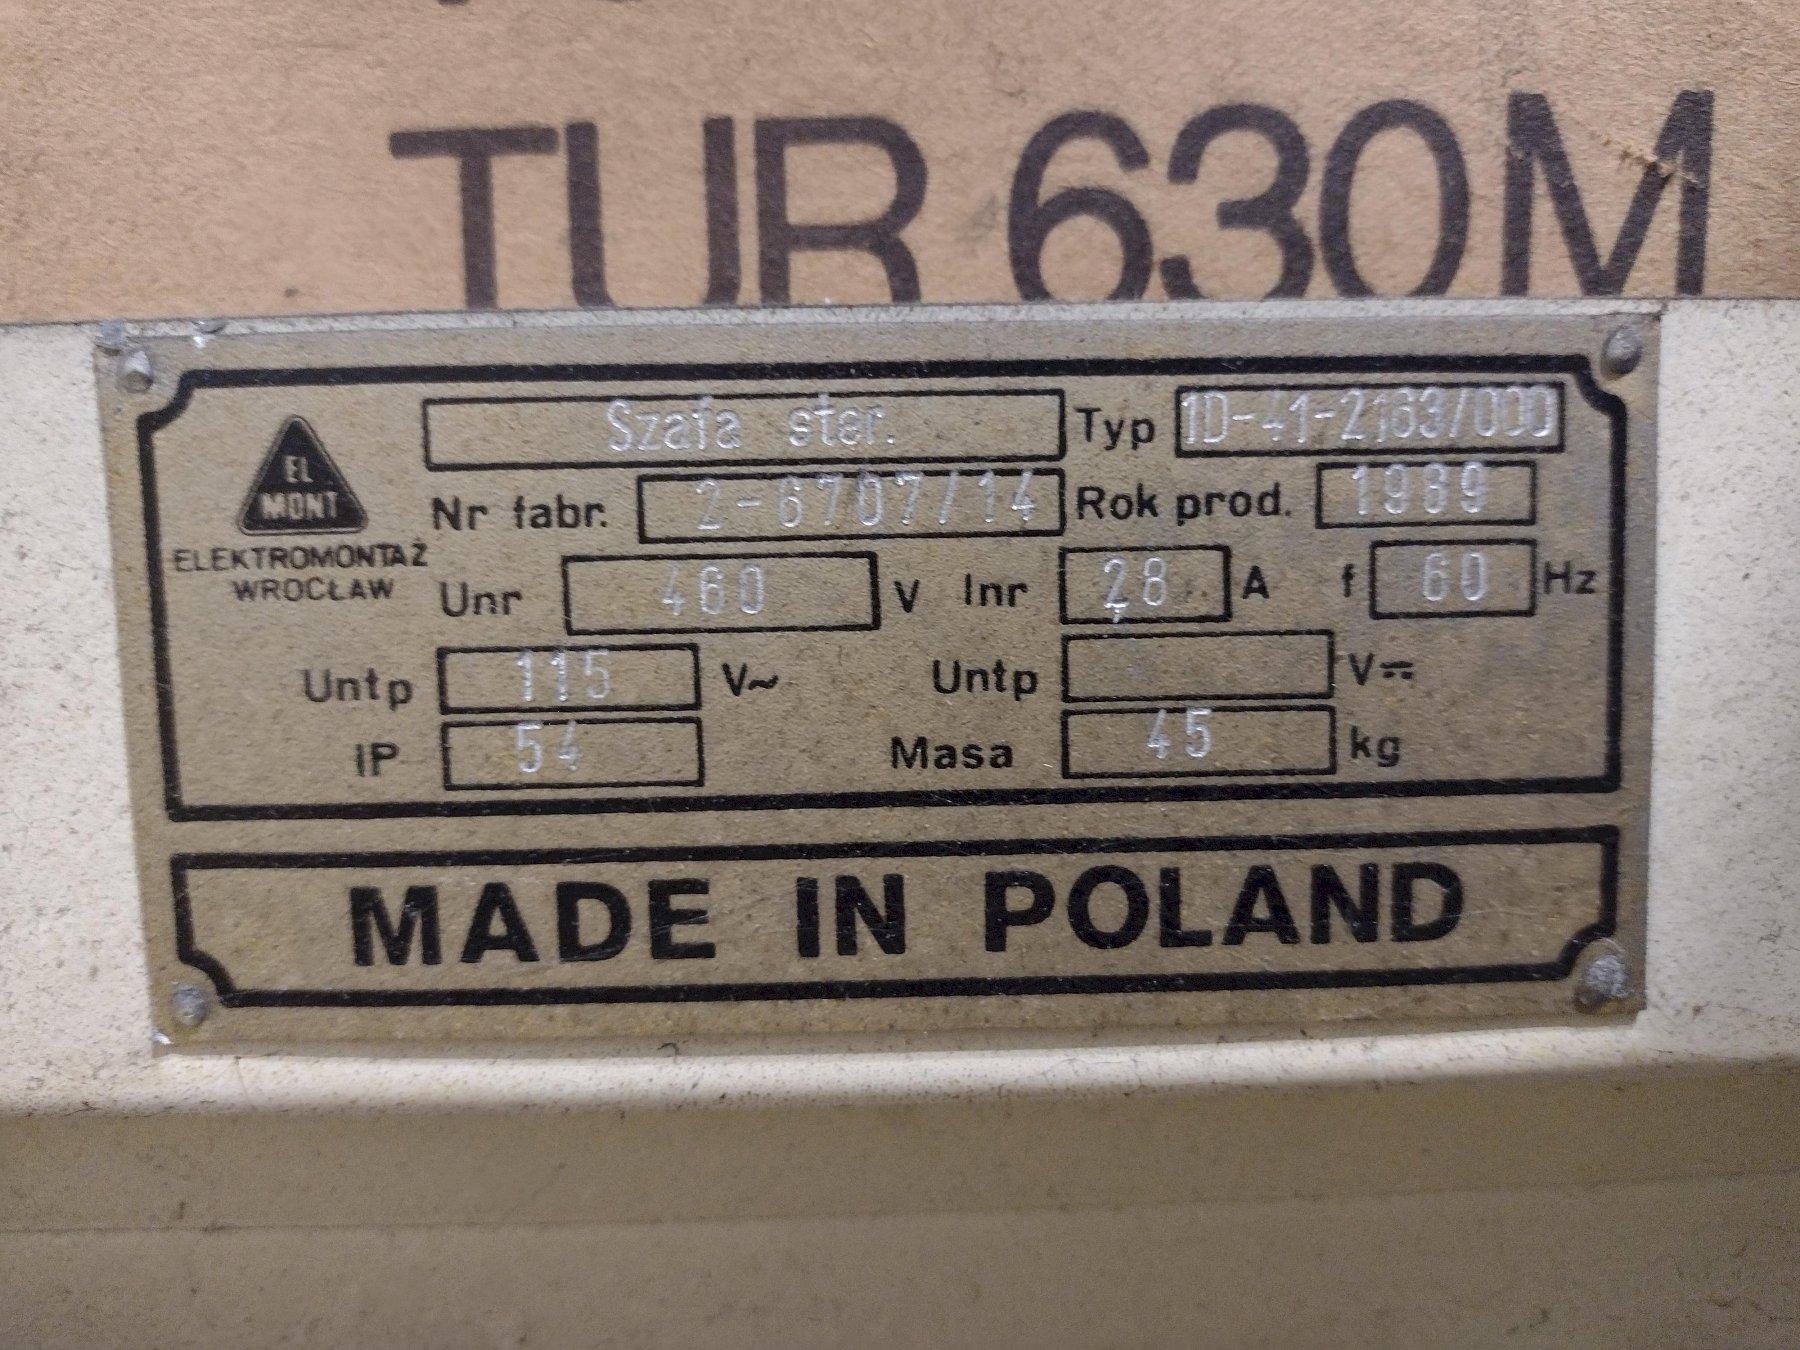 TUR 630M
EL
MONT
ELEKTROMONTAŻ
WROCŁAW
Szafa ster. Typ 1D-41-2163/000
Nr fabr. 2-6707/14 Rok prod. 1989
Unr 460 V Inr 28 A f 60 Hz
Untp 115 V~ Untp V⎓
IP 54 Masa 45 kg
MADE IN POLAND